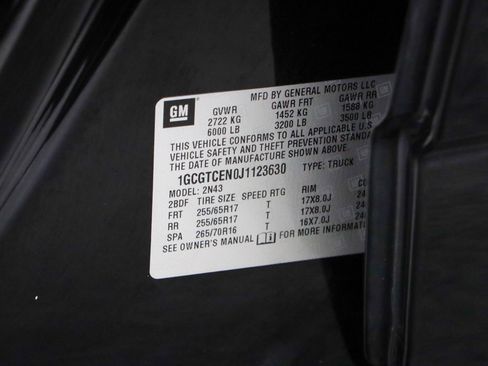 GM
MFD BY GENERAL MOTORS LLC
GVWR GAWR FRT GAWR RR
2722 KG 1452 KG 1588 KG
6000 LB 3200 LB 3500 LB
THIS VEHICLE CONFORMS TO ALL APPLICABLE
VEHICLE SAFETY AND THEFT PREVENTION
THE DATE OF MANUFACTURE SHOWN ABOVE.
1GCGTCEN0J1123630 TYPE: TRUCK
MODEL: 2N43
2BDF TIRE SIZE SPEED RTG RIM
FRT 255/65R17 T 17X8.0J
RR 255/65R17 T 17X8.0J
SPA 265/70R16 T 16X7.0J
SEE OWNER'S MANUAL FOR MORE INFORMATION